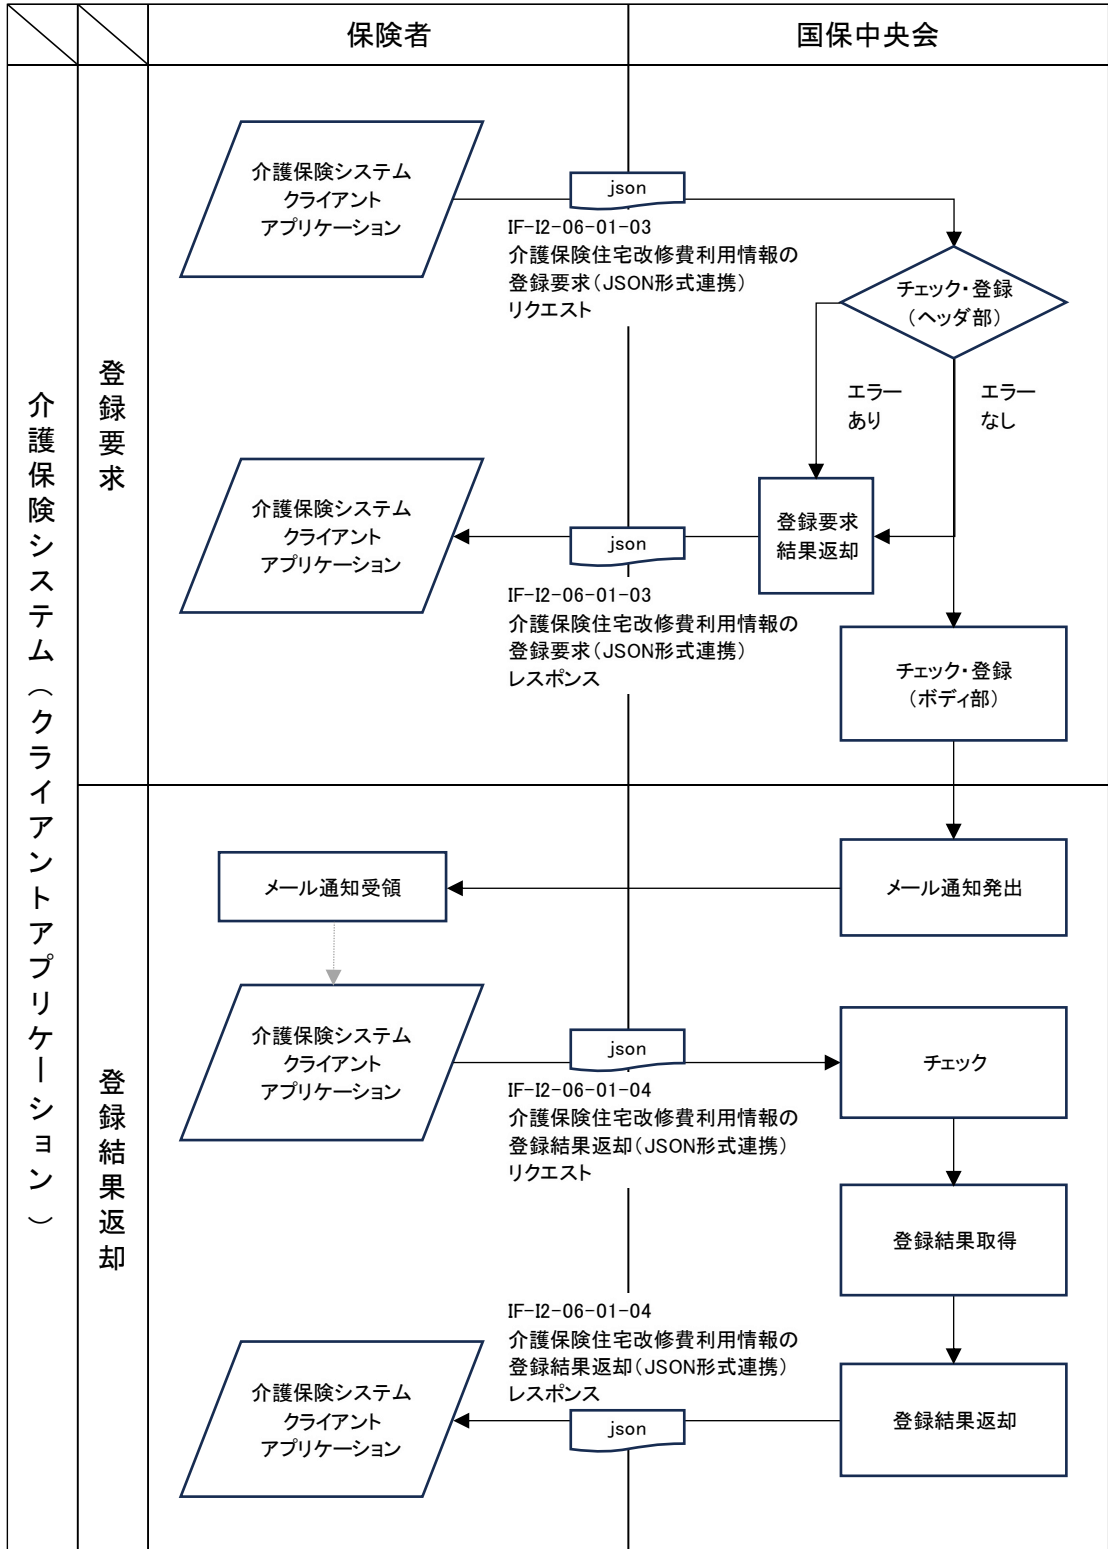 保険者
国保中央会
介護保険システム（クライアントアプリケーション）
登録要求
介護保険システム
クライアント
アプリケーション
json
IF-I2-06-01-03
介護保険住宅改修費利用情報の
登録要求（JSON形式連携）
リクエスト
チェック・登録
（ヘッダ部）
エラー
あり
エラー
なし
介護保険システム
クライアント
アプリケーション
json
登録要求
結果返却
IF-I2-06-01-03
介護保険住宅改修費利用情報の
登録要求（JSON形式連携）
レスポンス
チェック・登録
（ボディ部）
登録結果返却
メール通知受領
メール通知発出
介護保険システム
クライアント
アプリケーション
json
IF-I2-06-01-04
介護保険住宅改修費利用情報の
登録結果返却（JSON形式連携）
リクエスト
チェック
登録結果取得
IF-I2-06-01-04
介護保険住宅改修費利用情報の
登録結果返却（JSON形式連携）
レスポンス
介護保険システム
クライアント
アプリケーション
json
登録結果返却